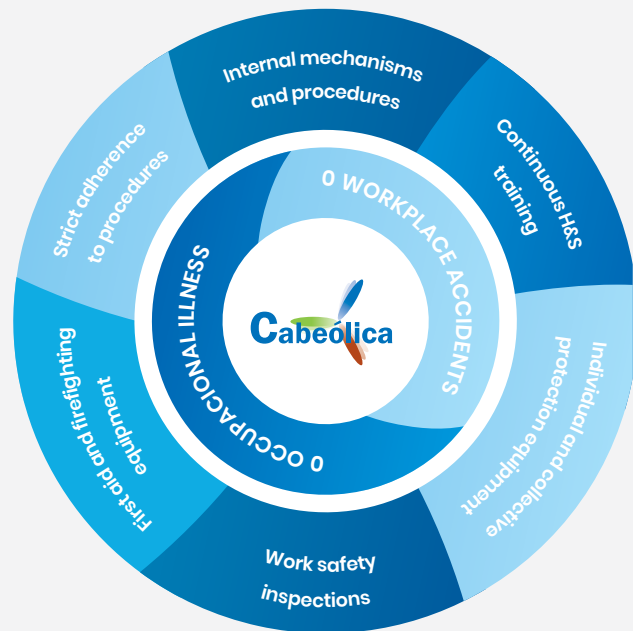 Internal mechanisms
and procedures
Continuous H&S
training
Individual and collective
protection equipment
Work safety
inspections
First aid and firefighting
equipment
Strict adherence
to procedures
0 WORKPLACE ACCIDENTS
0 OCCUPACIONAL ILLNESS
Cabeólica